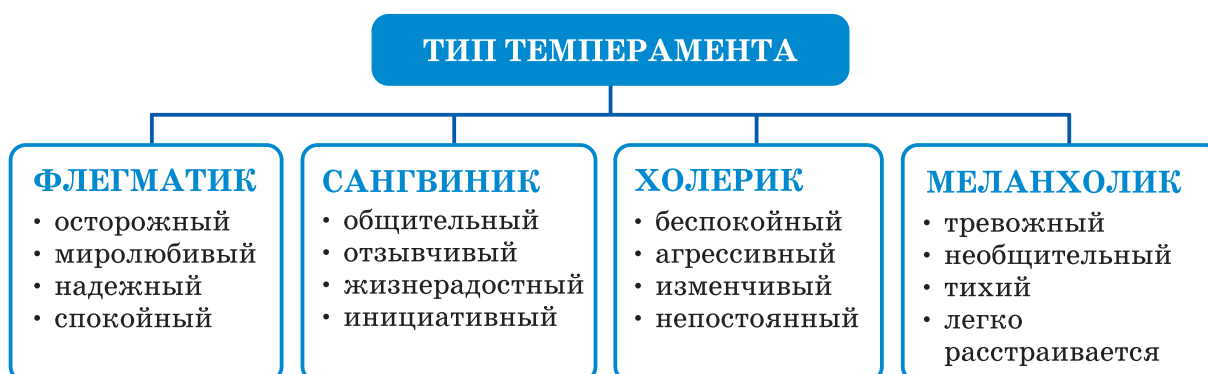 ТИП ТЕМПЕРАМЕНТА
ФЛЕГМАТИК
• осторожный
• миролюбивый
• надежный
• спокойный
САНГВИНИК
• общительный
• отзывчивый
• жизнерадостный
• инициативный
ХОЛЕРИК
• беспокойный
• агрессивный
• изменчивый
• непостоянный
МЕЛАНХОЛИК
• тревожный
• необщительный
• тихий
• легко
расстраивается